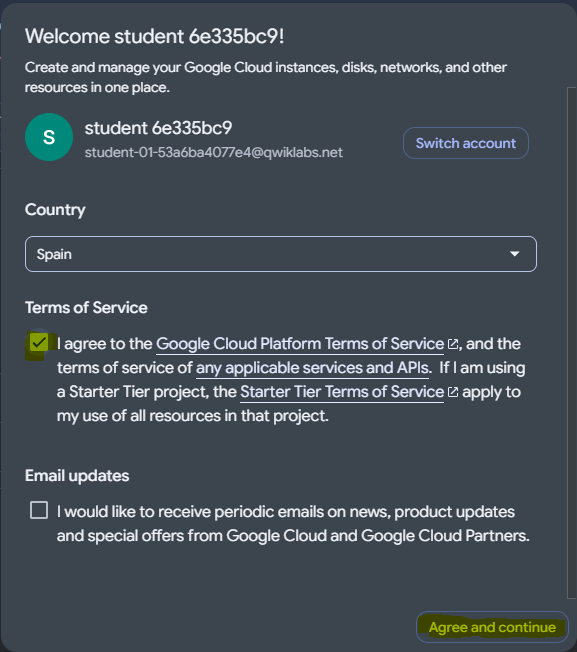 Welcome student 6e335bc9!
Create and manage your Google Cloud instances, disks, networks, and other
resources in one place.
S
student 6e335bc9
student-01-53a6ba4077e4@qwiklabs.net
Switch account
Country
Spain
Terms of Service
I agree to the Google Cloud Platform Terms of Service, and the
terms of service of any applicable services and APIs. If I am using
a Starter Tier project, the Starter Tier Terms of Service apply to
my use of all resources in that project.
Email updates
I would like to receive periodic emails on news, product updates
and special offers from Google Cloud and Google Cloud Partners.
Agree and continue